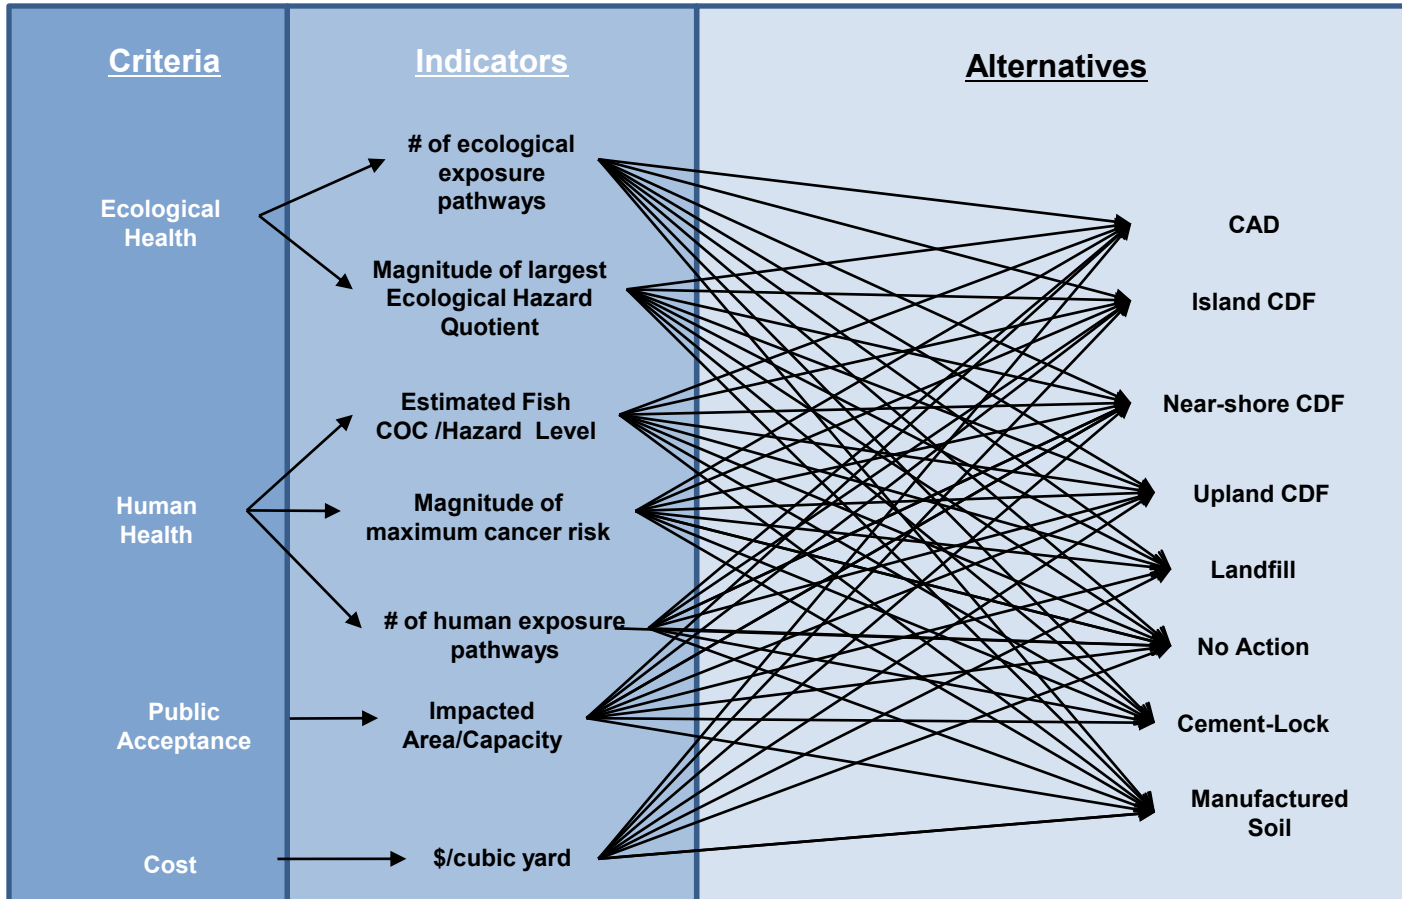 Criteria
Indicators
Alternatives
Ecological
Health
Human
Health
Public
Acceptance
Cost
# of ecological
exposure
pathways
Magnitude of largest
Ecological Hazard
Quotient
Estimated Fish
COC /Hazard Level
Magnitude of
maximum cancer risk
# of human exposure
pathways
Impacted
Area/Capacity
$/cubic yard
CAD
Island CDF
Near-shore CDF
Upland CDF
Landfill
No Action
Cement-Lock
Manufactured
Soil